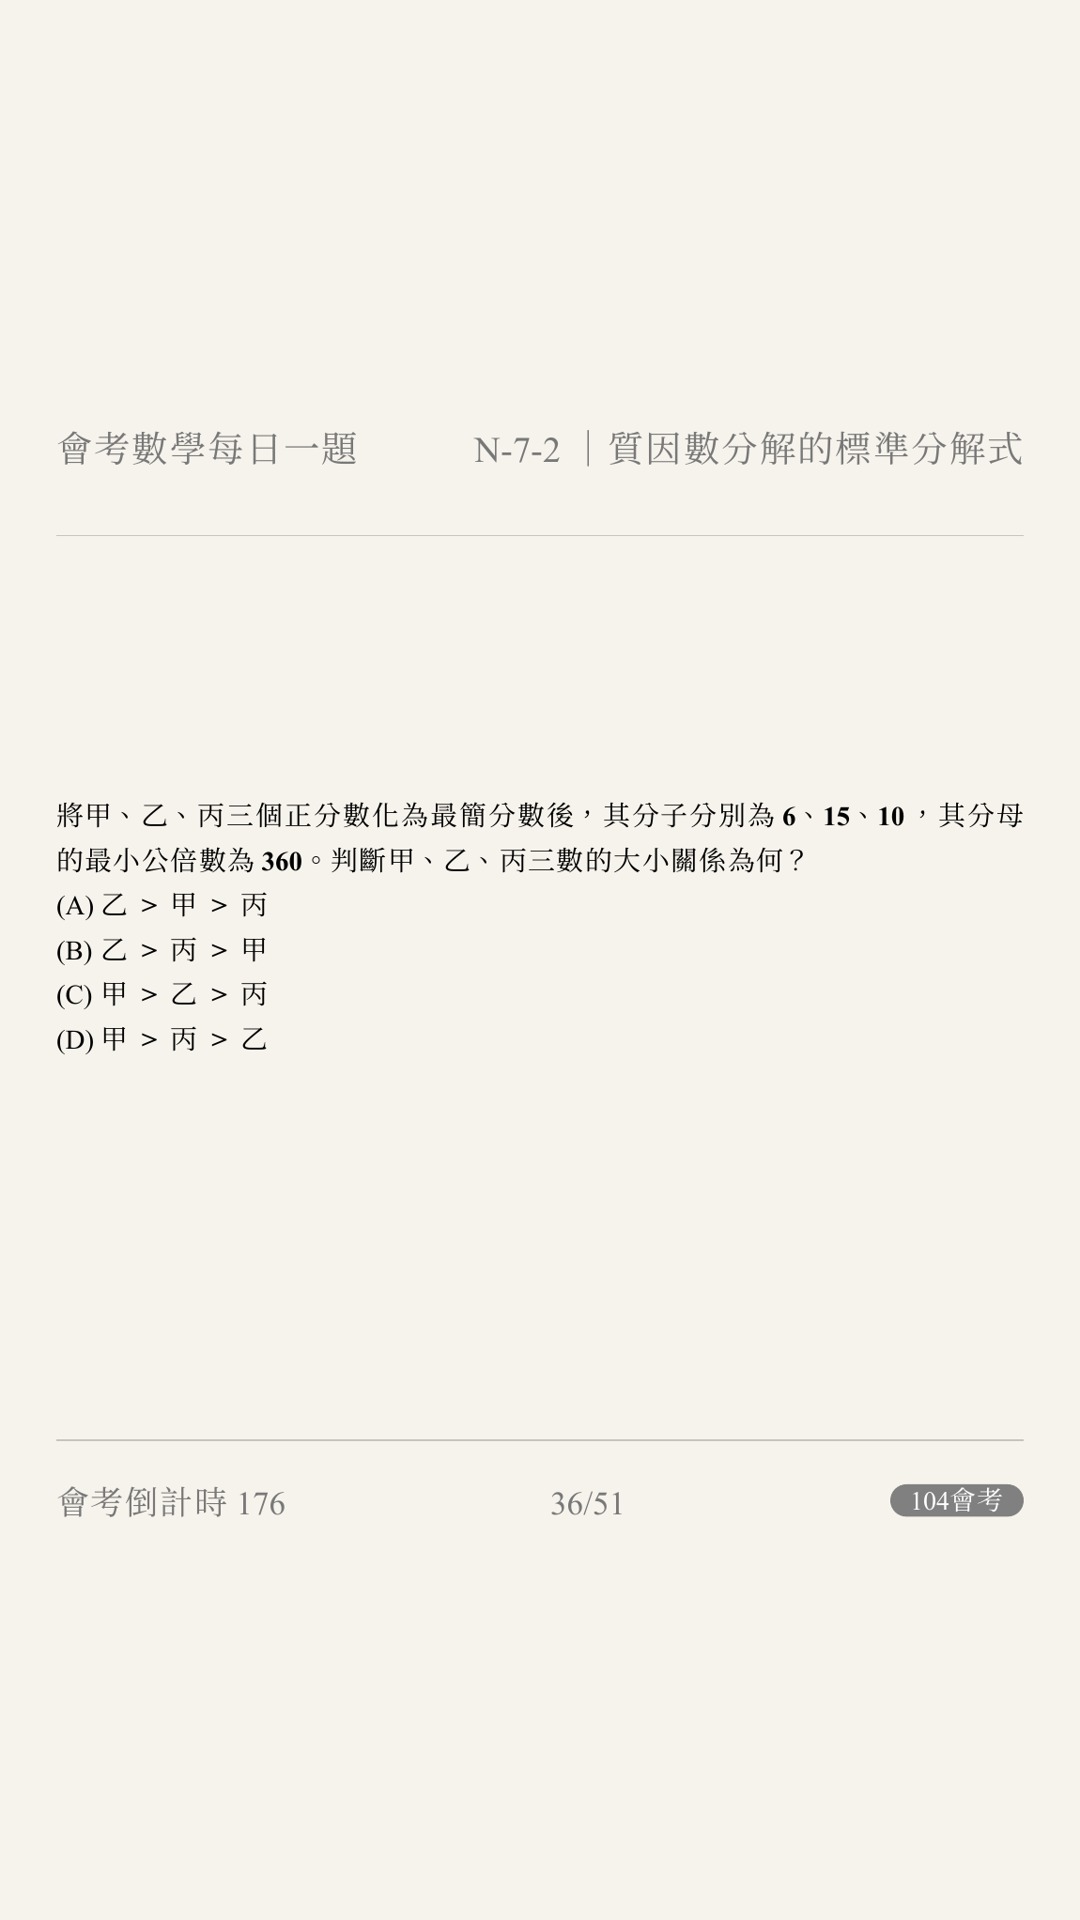 會考數學每日一題
N-7-2｜質因數分解的標準分解式
將甲、乙、丙三個正分數化為最簡分數後，其分子分別為 6、15、10，其分母
的最小公倍數為 360。判斷甲、乙、丙三數的大小關係為何？
(A) 乙 > 甲 > 丙
(B) 乙 > 丙 > 甲
(C) 甲 > 乙 > 丙
(D) 甲 > 丙 > 乙
會考倒計時 176
36/51
104會考